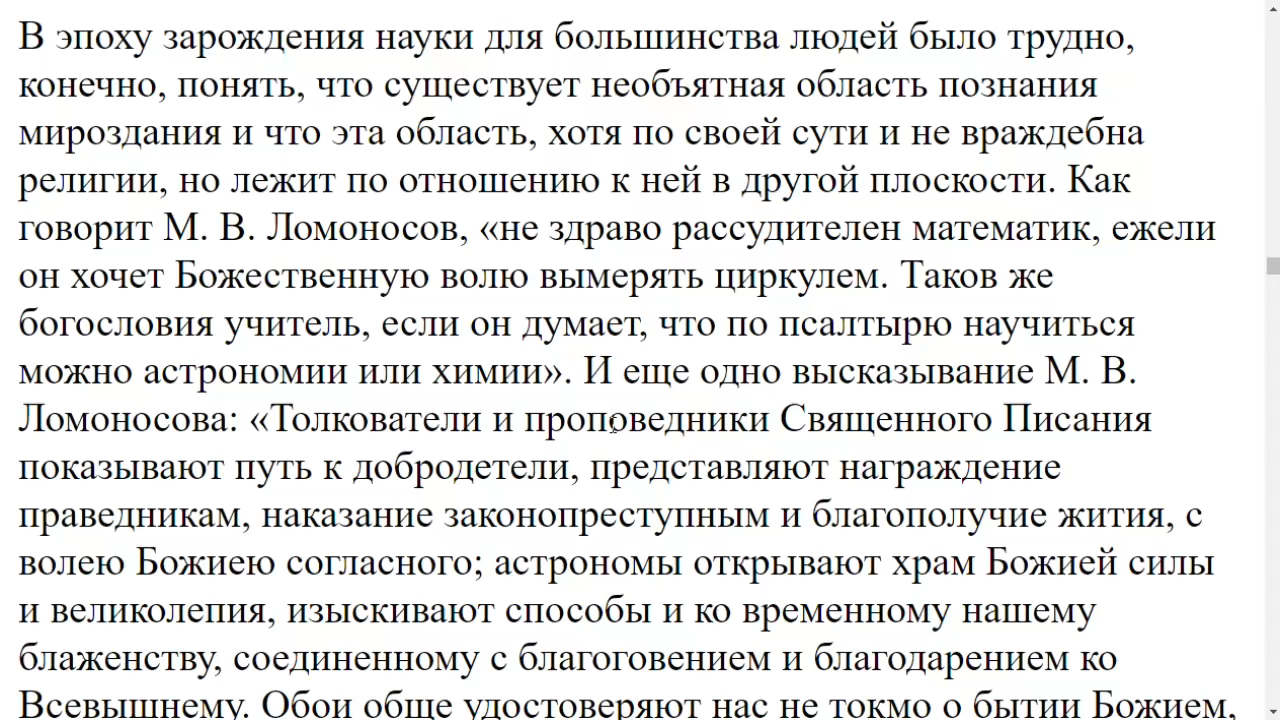 В эпоху зарождения науки для большинства людей было трудно,
конечно, понять, что существует необъятная область познания
мироздания и что эта область, хотя по своей сути и не враждебна
религии, но лежит по отношению к ней в другой плоскости. Как
говорит М. В. Ломоносов, «не здраво рассудителен математик, ежели
он хочет Божественную волю вымерять циркулем. Таков же
богословия учитель, если он думает, что по псалтырю научиться
можно астрономии или химии». И еще одно высказывание М. В.
Ломоносова: «Толкователи и проповедники Священного Писания
показывают путь к добродетели, представляют награждение
праведникам, наказание законопреступным и благополучие жития, с
волею Божиею согласного; астрономы открывают храм Божией силы
и великолепия, изыскивают способы и ко временному нашему
блаженству, соединенному с благоговением и благодарением ко
Всевышнему. Обои обще удостоверяют нас не токмо о бытии Божием,